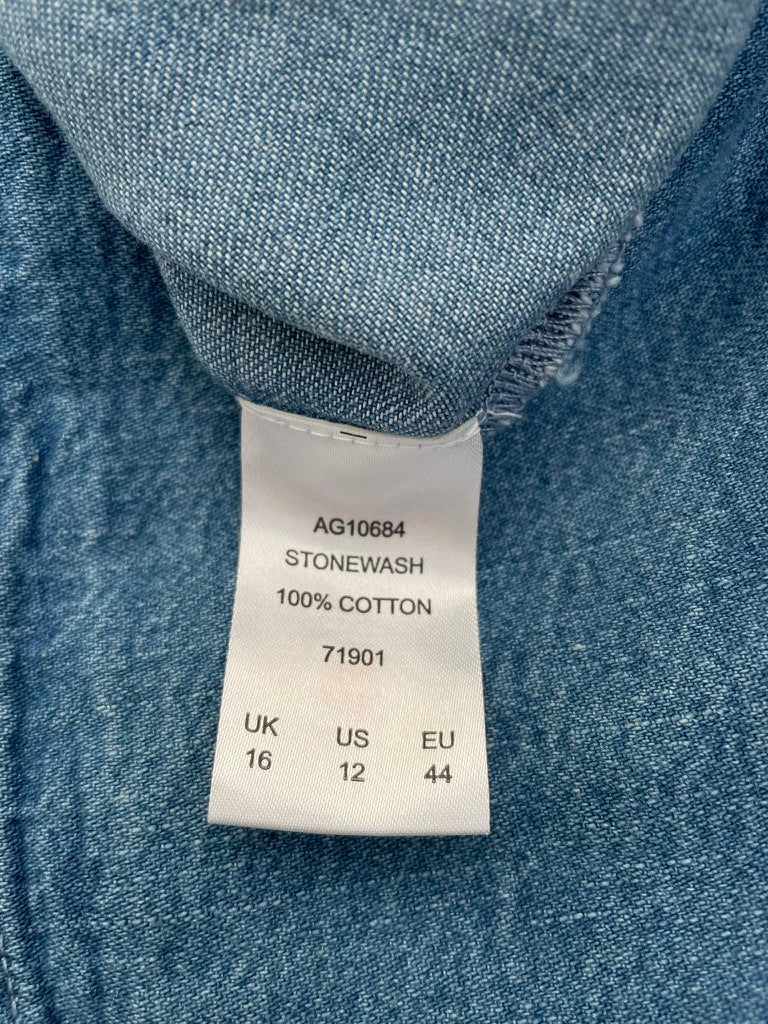 AG10684
STONEWASH
100% COTTON
71901
UK US EU
16 12 44